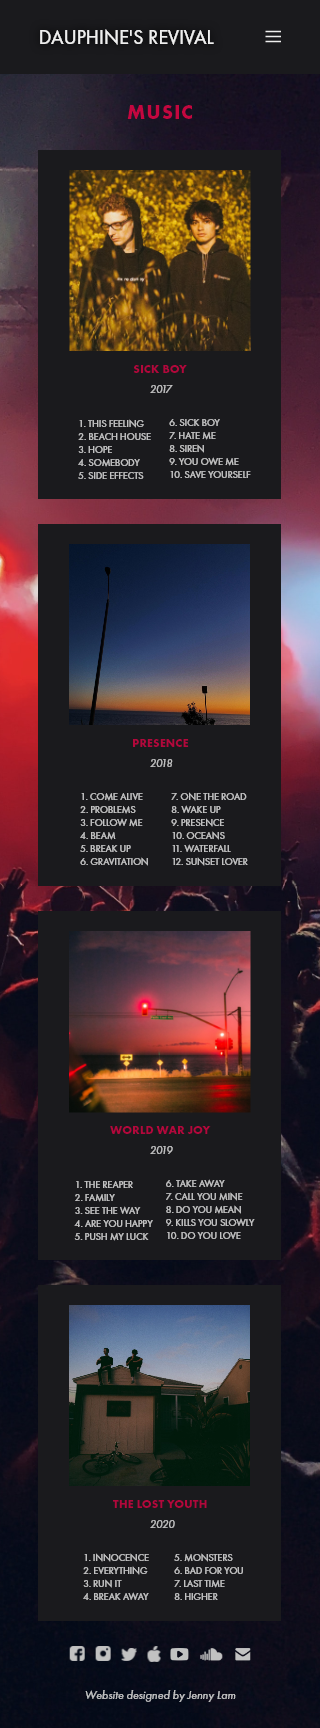 DAUPHINE'S REVIVAL
MUSIC
SICK BOY
2017
1. THIS FEELING
2. BEACH HOUSE
3. HOPE
4. SOMEBODY
5. SIDE EFFECTS
6. SICK BOY
7. HATE ME
8. SIREN
9. YOU OWE ME
10. SAVE YOURSELF
PRESENCE
2018
1. COME ALIVE
2. PROBLEMS
3. FOLLOW ME
4. BEAM
5. BREAK UP
6. GRAVITATION
7. ONE THE ROAD
8. WAKE UP
9. PRESENCE
10. OCEANS
11. WATERFALL
12. SUNSET LOVER
WORLD WAR JOY
2019
1. THE REAPER
2. FAMILY
3. SEE THE WAY
4. ARE YOU HAPPY
5. PUSH MY LUCK
6. TAKE AWAY
7. CALL YOU MINE
8. DO YOU MEAN
9. KILLS YOU SLOWLY
10. DO YOU LOVE
THE LOST YOUTH
2020
1. INNOCENCE
2. EVERYTHING
3. RUN IT
4. BREAK AWAY
5. MONSTERS
6. BAD FOR YOU
7. LAST TIME
8. HIGHER
Website designed by Jenny Lam